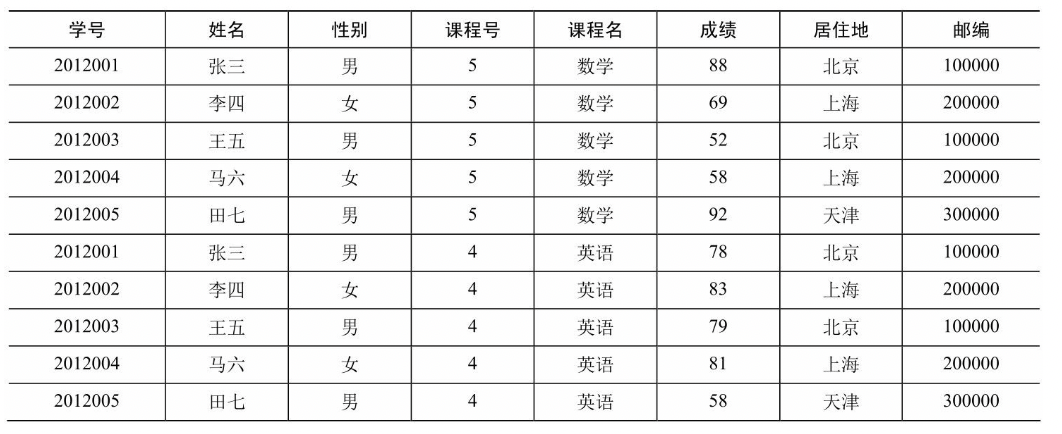 学号 姓名 性别 课程号 课程名 成绩 居住地 邮编
2012001 张三 男 5 数学 88 北京 100000
2012002 李四 女 5 数学 69 上海 200000
2012003 王五 男 5 数学 52 北京 100000
2012004 马六 女 5 数学 58 上海 200000
2012005 田七 男 5 数学 92 天津 300000
2012001 张三 男 4 英语 78 北京 100000
2012002 李四 女 4 英语 83 上海 200000
2012003 王五 男 4 英语 79 北京 100000
2012004 马六 女 4 英语 81 上海 200000
2012005 田七 男 4 英语 58 天津 300000